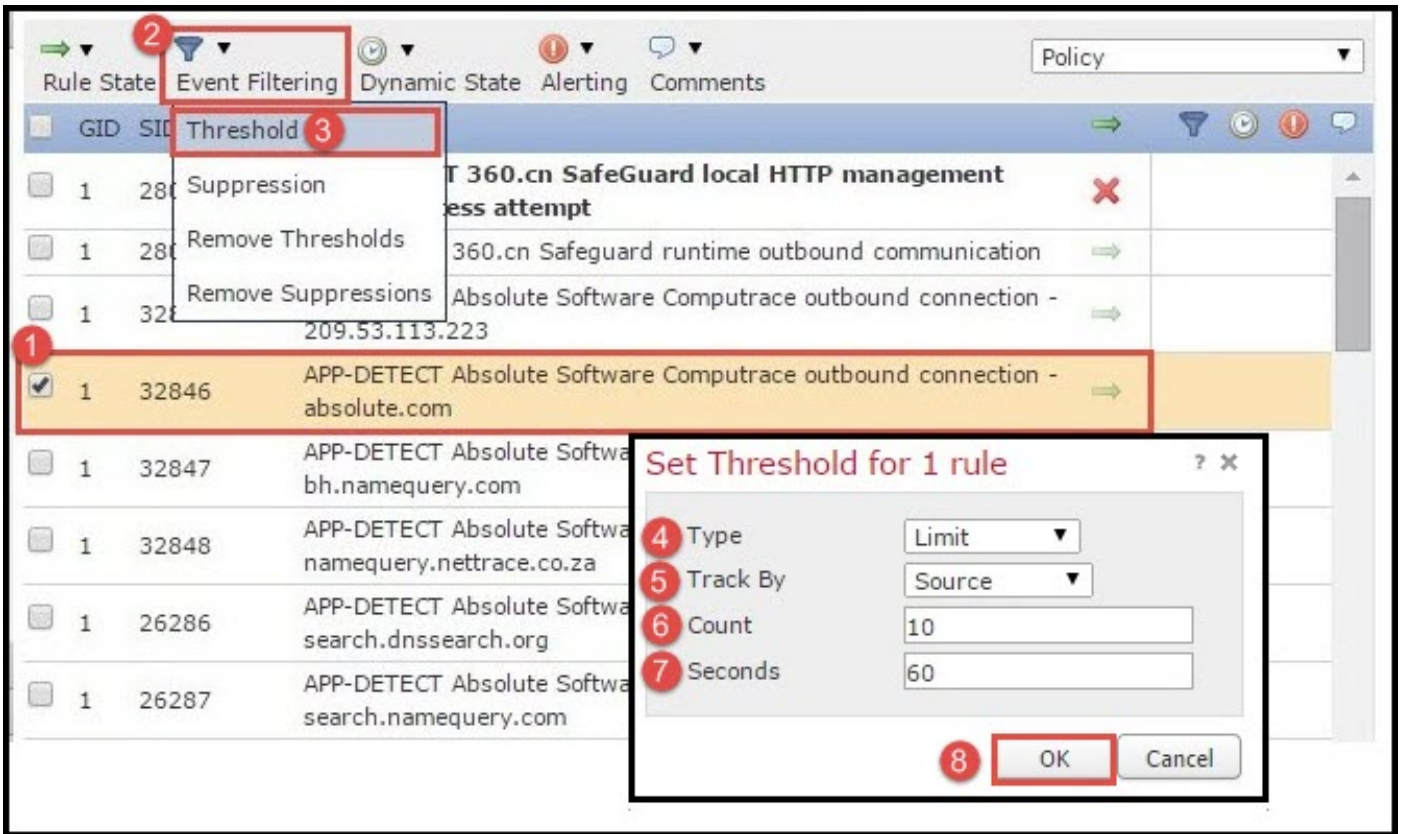 2
Rule State Event Filtering Dynamic State Alerting Comments
Policy
GID SID
Threshold 3
Suppression
Remove Thresholds
Remove Suppressions
1 280 T 360.cn SafeGuard local HTTP management
ess attempt
1 280 360.cn Safeguard runtime outbound communication
1 328 Absolute Software Computrace outbound connection -
209.53.113.223
1
1 32846 APP-DETECT Absolute Software Computrace outbound connection -
absolute.com
1 32847 APP-DETECT Absolute Softwa
bh.namequery.com
1 32848 APP-DETECT Absolute Softwa
namequery.nettrace.co.za
1 26286 APP-DETECT Absolute Softwa
search.dnssearch.org
1 26287 APP-DETECT Absolute Softwa
search.namequery.com
Set Threshold for 1 rule ?
4 Type Limit
5 Track By Source
6 Count 10
7 Seconds 60
8 OK Cancel